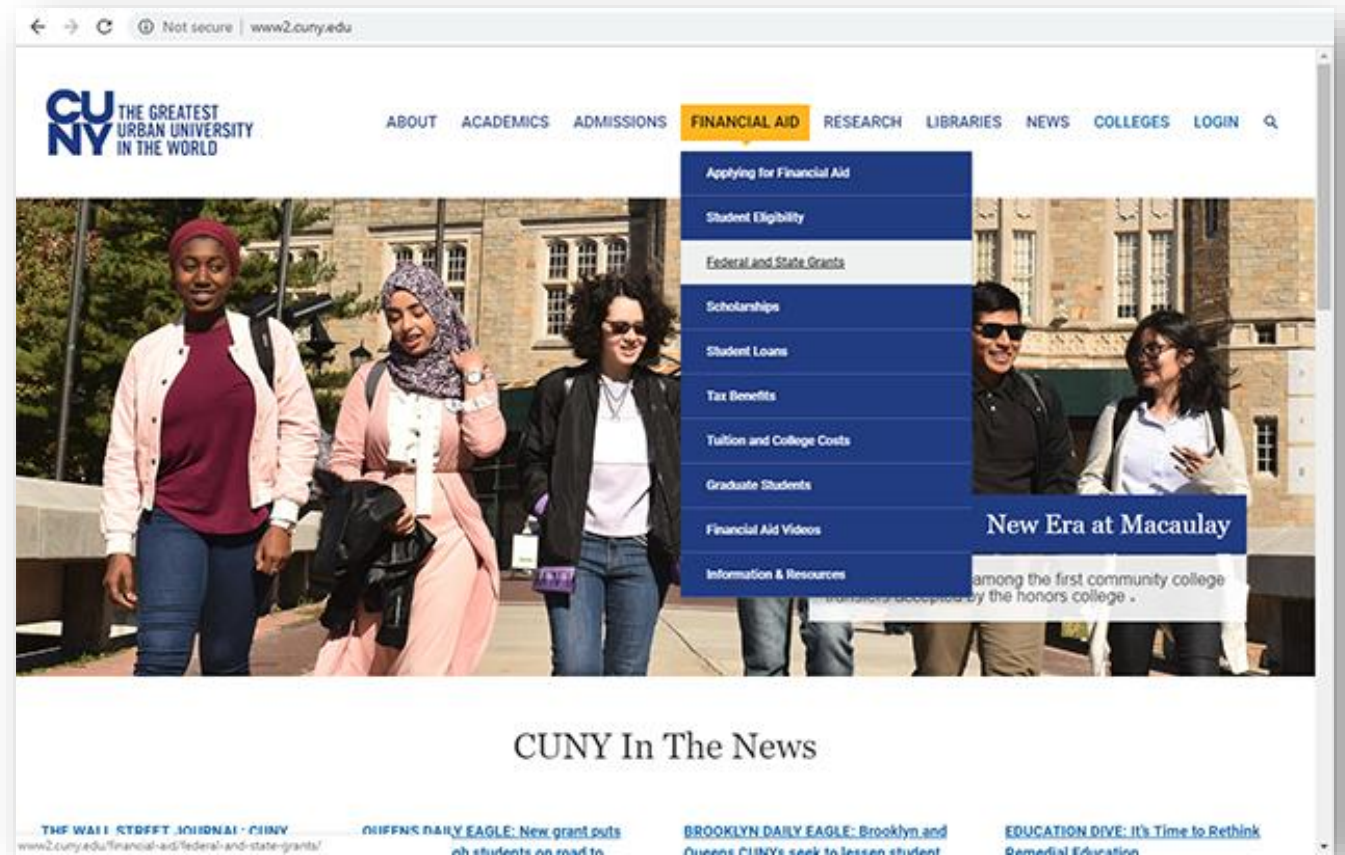 Not secure | www2.cuny.edu
CUNY THE GREATEST
URBAN UNIVERSITY
IN THE WORLD
ABOUT ACADEMICS ADMISSIONS FINANCIAL AID RESEARCH LIBRARIES NEWS COLLEGES LOGIN
Applying for Financial Aid
Student Eligibility
Federal and State Grants
Scholarships
Student Loans
Tax Benefits
Tuition and College Costs
Graduate Students
Financial Aid Videos
Information & Resources
New Era at Macaulay
among the first community college
transfers accepted by the honors college .
CUNY In The News
THE WALL STREET JOURNAL: CUNY
QUEENS DAILY EAGLE: New grant puts
students on road to
BROOKLYN DAILY EAGLE: Brooklyn and
Queens CUNYs seek to lessen student
EDUCATION DIVE: It's Time to Rethink
Remedial Education
www2.cuny.edu/financial-aid/federal-and-state-grants/